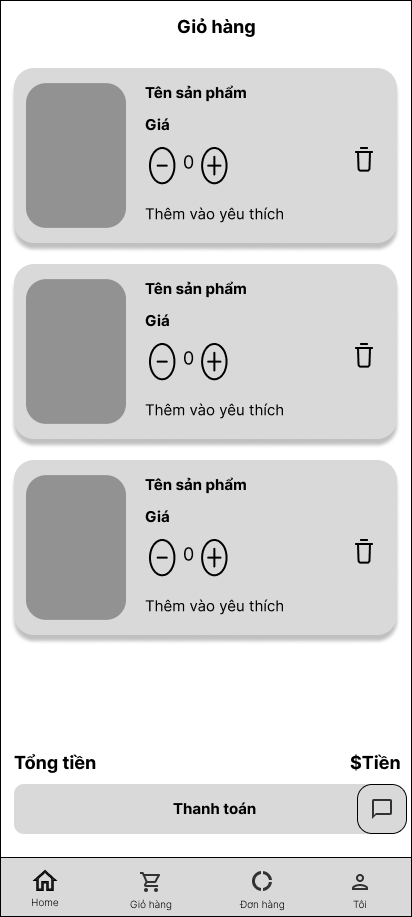 Giỏ hàng
Tên sản phẩm
Giá
0
Thêm vào yêu thích
Tên sản phẩm
Giá
0
Thêm vào yêu thích
Tên sản phẩm
Giá
0
Thêm vào yêu thích
Tổng tiền $Tiền
Thanh toán
Home Giỏ hàng Đơn hàng Tôi